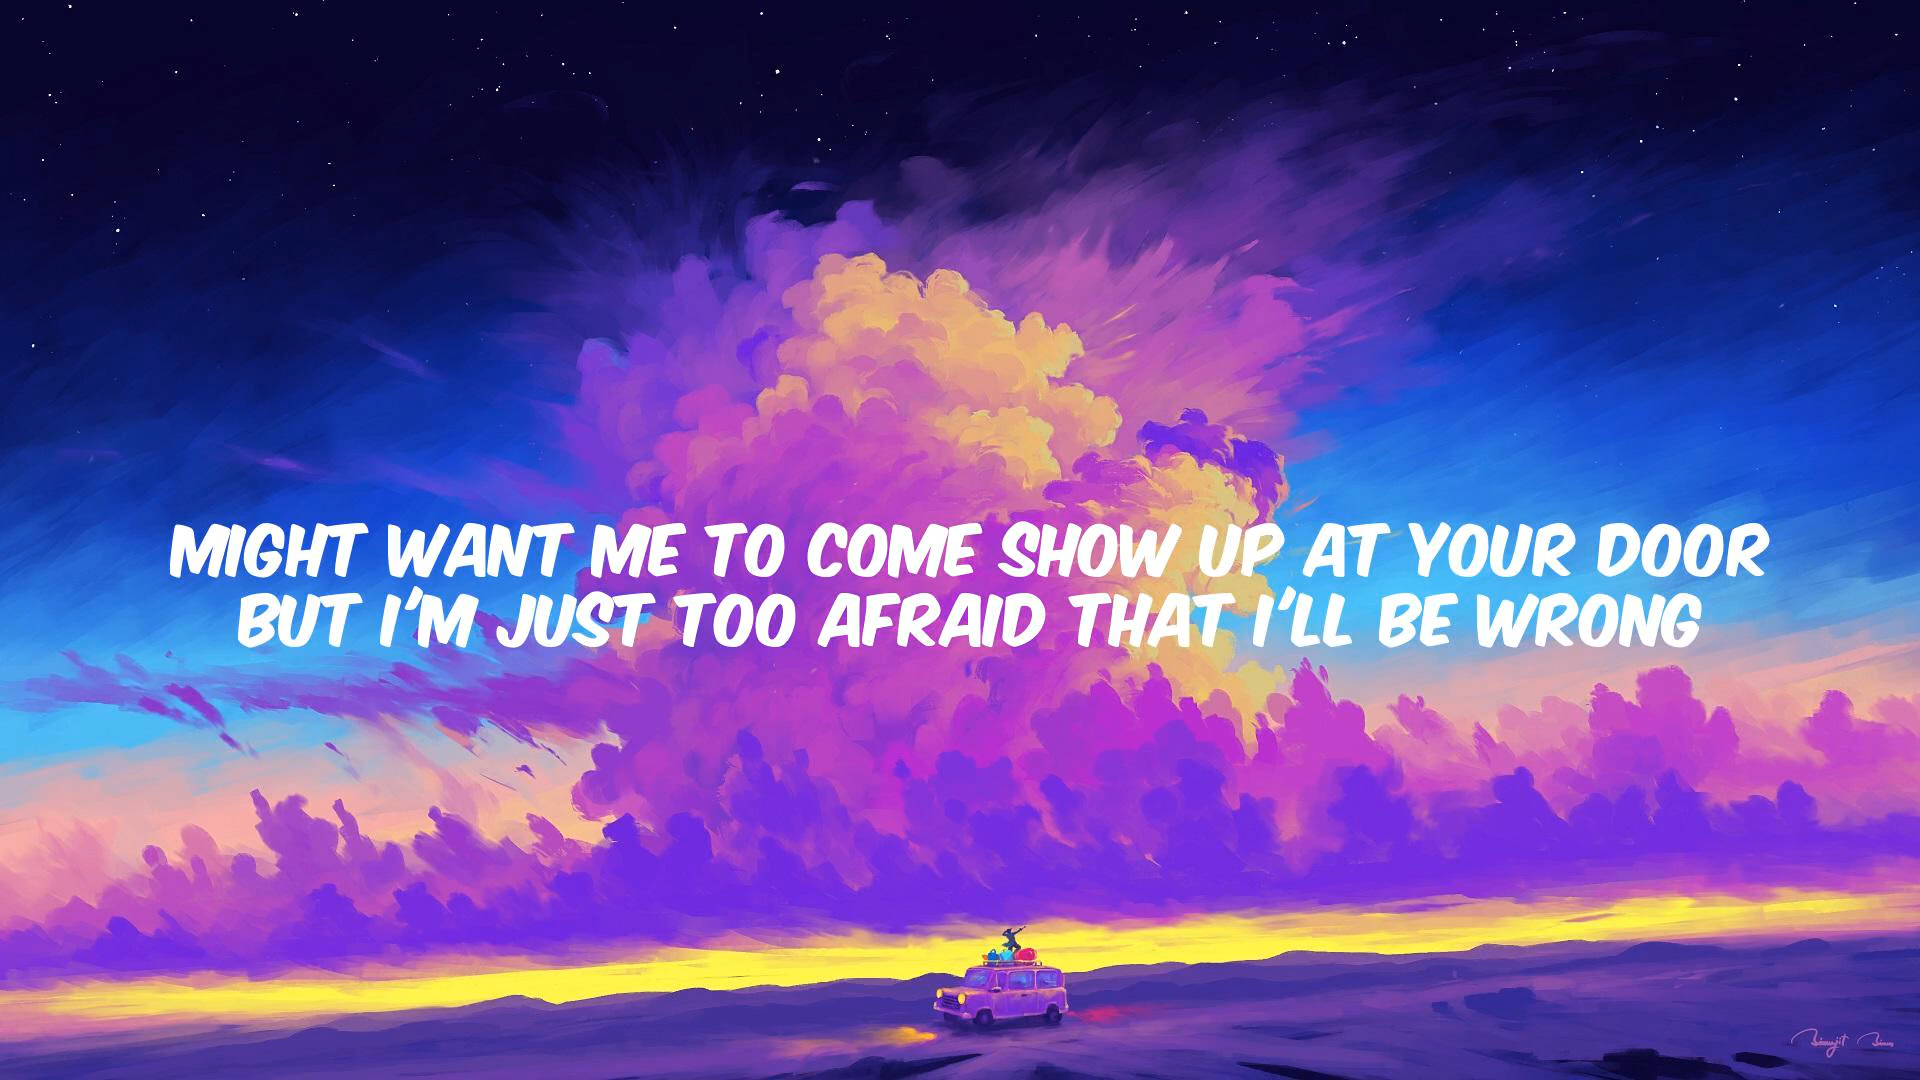 MIGHT WANT ME TO COME SHOW UP AT YOUR DOOR
BUT I'M JUST TOO AFRAID THAT I'LL BE WRONG